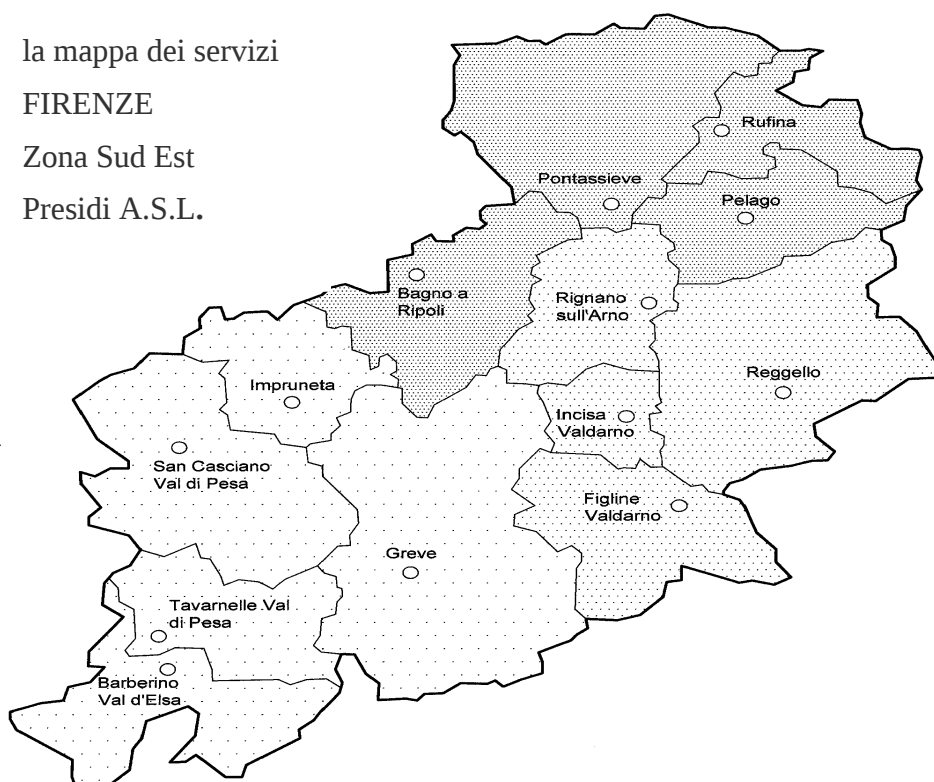 la mappa dei servizi
FIRENZE
Zona Sud Est
Presidi A.S.L.
Rufina
Pontassieve
Pelago
Bagno a
Ripoli
Rignano
sull'Arno
Reggello
Impruneta
Incisa
Valdarno
San Casciano
Val di Pesa
Figline
Valdarno
Greve
Tavarnelle Val
di Pesa
Barberino
Val d'Elsa